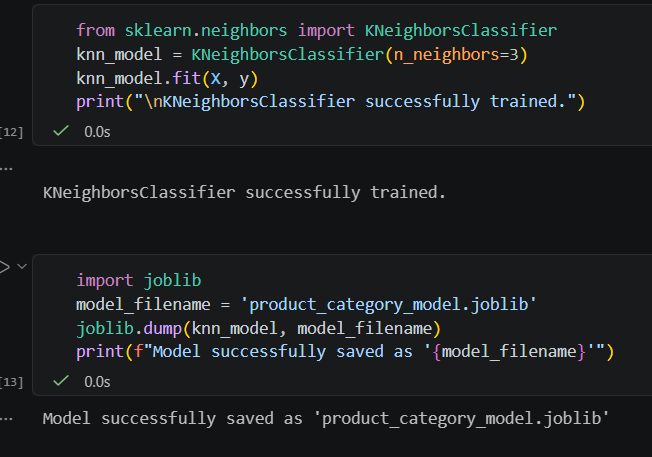 from sklearn.neighbors import KNeighborsClassifier
knn_model = KNeighborsClassifier(n_neighbors=3)
knn_model.fit(X, y)
print("\nKNeighborsClassifier successfully trained.")
[12]
0.0s
...
KNeighborsClassifier successfully trained.
import joblib
model_filename = 'product_category_model.joblib'
joblib.dump(knn_model, model_filename)
print(f"Model successfully saved as '{model_filename}'")
[13]
0.0s
...
Model successfully saved as 'product_category_model.joblib'